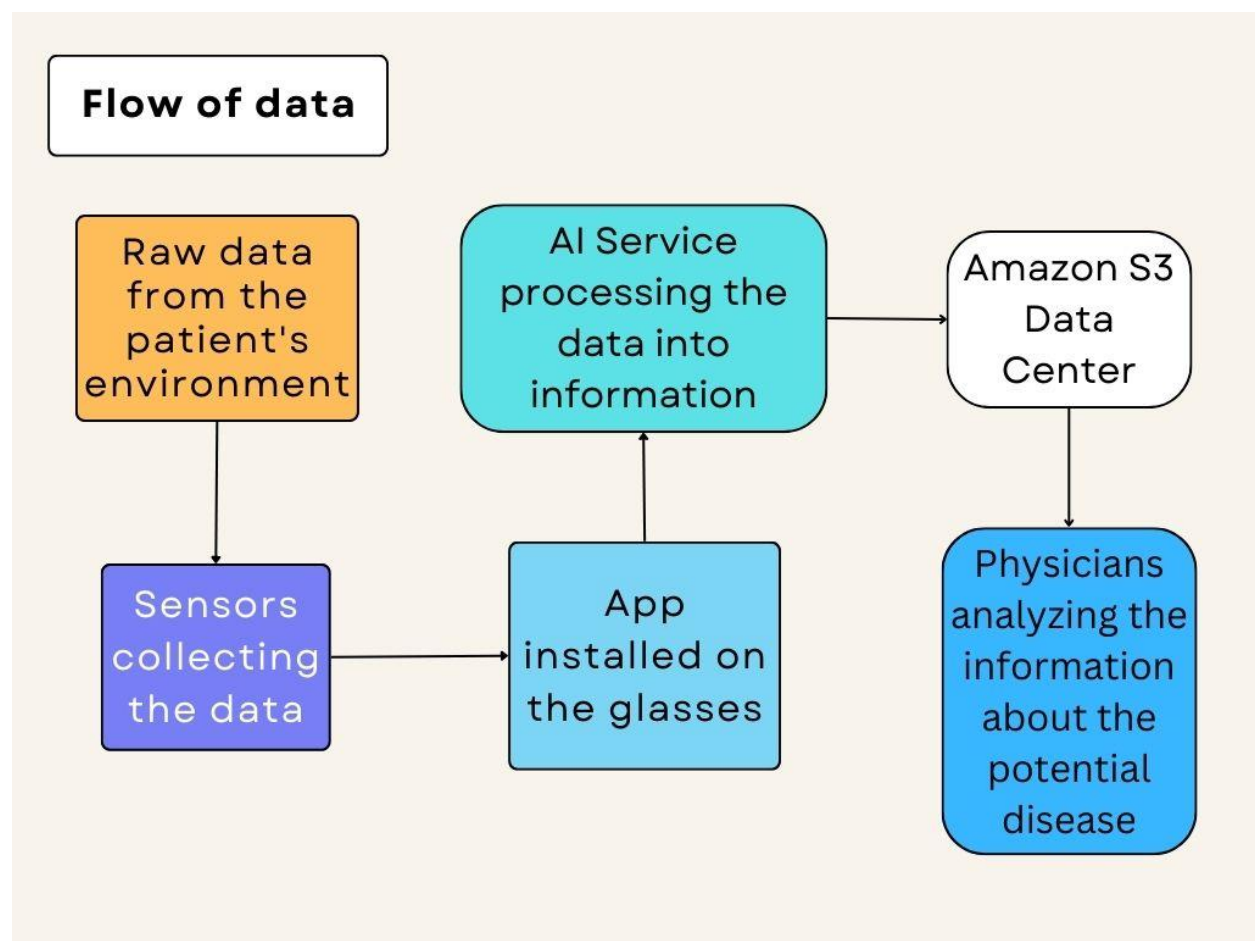 Flow of data
Raw data
from the
patient's
environment
Sensors
collecting
the data
App
installed on
the glasses
AI Service
processing the
data into
information
Amazon S3
Data
Center
Physicians
analyzing the
information
about the
potential
disease